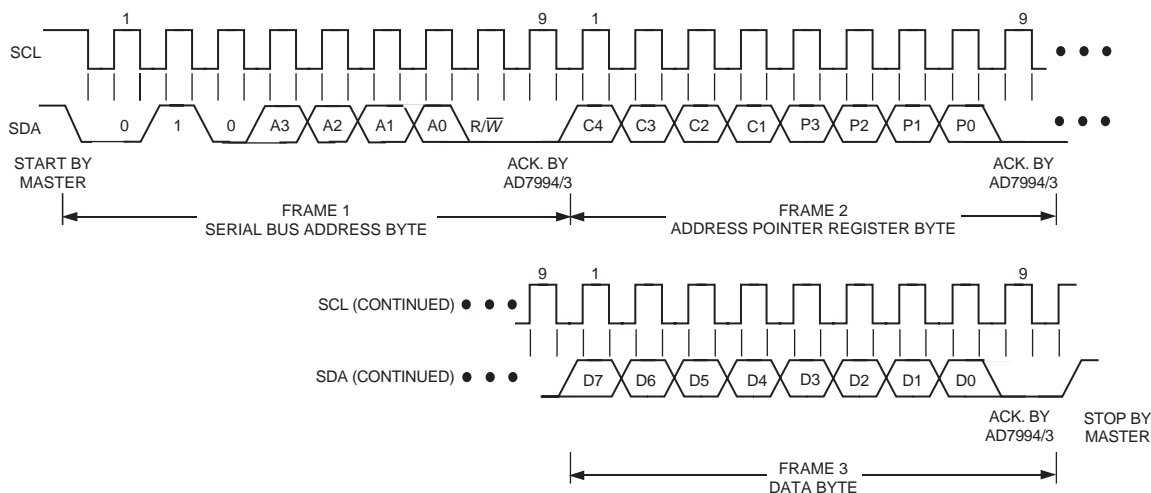 1 9 1 9
SCL
SDA 0 1 0 A3 A2 A1 A0 R/W̅ C4 C3 C2 C1 P3 P2 P1 P0
START BY
MASTER
ACK. BY
AD7994/3
ACK. BY
AD7994/3
FRAME 1
SERIAL BUS ADDRESS BYTE
FRAME 2
ADDRESS POINTER REGISTER BYTE
9 1 9
SCL (CONTINUED)
SDA (CONTINUED) D7 D6 D5 D4 D3 D2 D1 D0
ACK. BY
AD7994/3
STOP BY
MASTER
FRAME 3
DATA BYTE